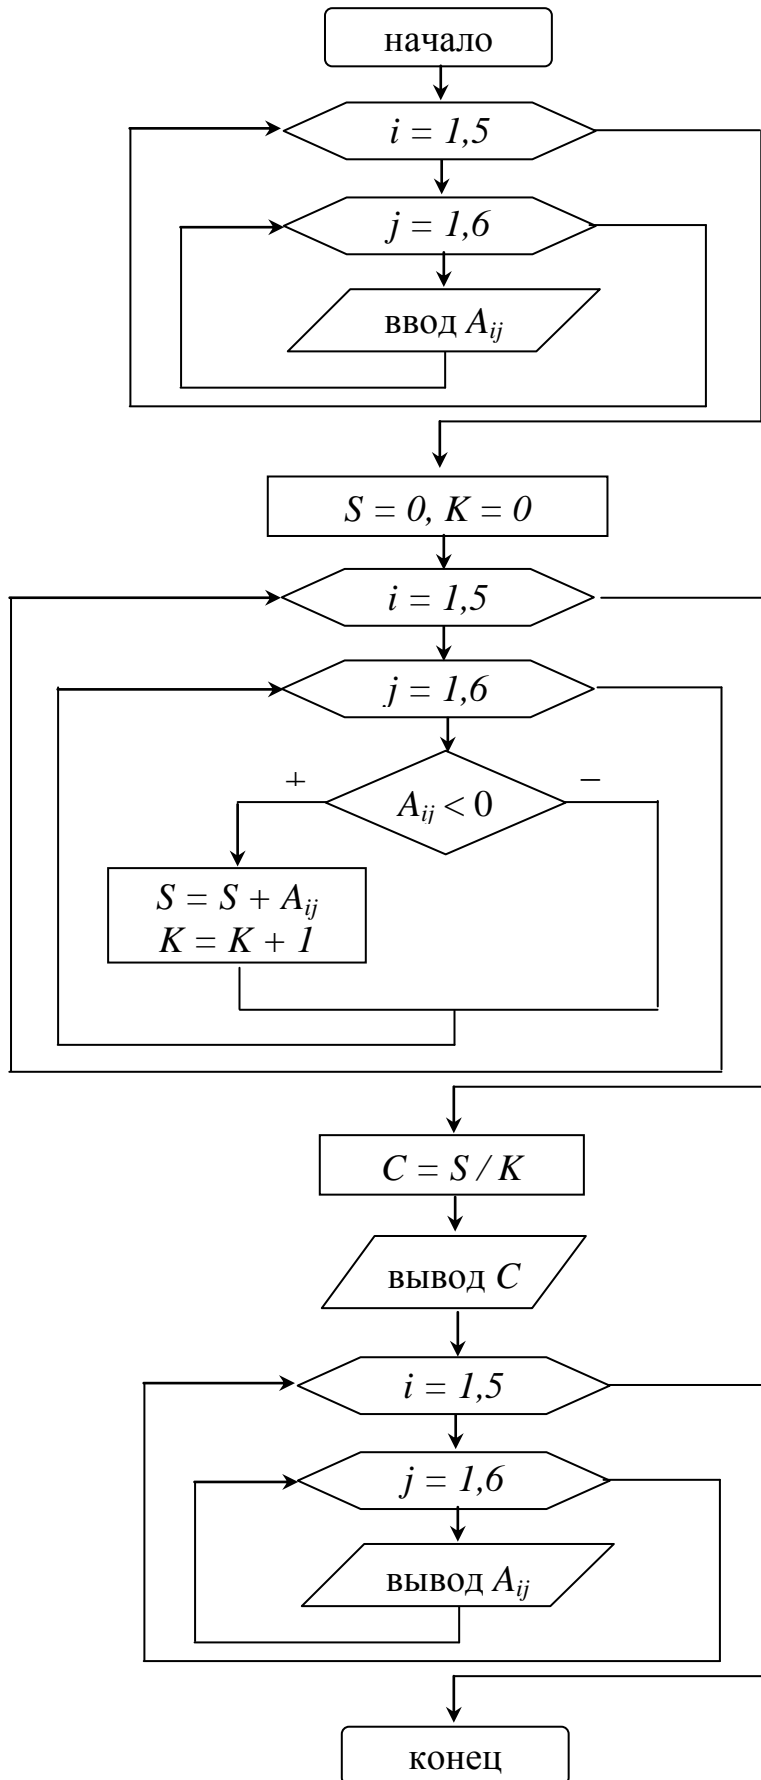 начало
i = 1,5
j = 1,6
ввод Aij
S = 0, K = 0
i = 1,5
j = 1,6
+
–
Aij < 0
S = S + Aij
K = K + 1
C = S / K
вывод C
i = 1,5
j = 1,6
вывод Aij
конец